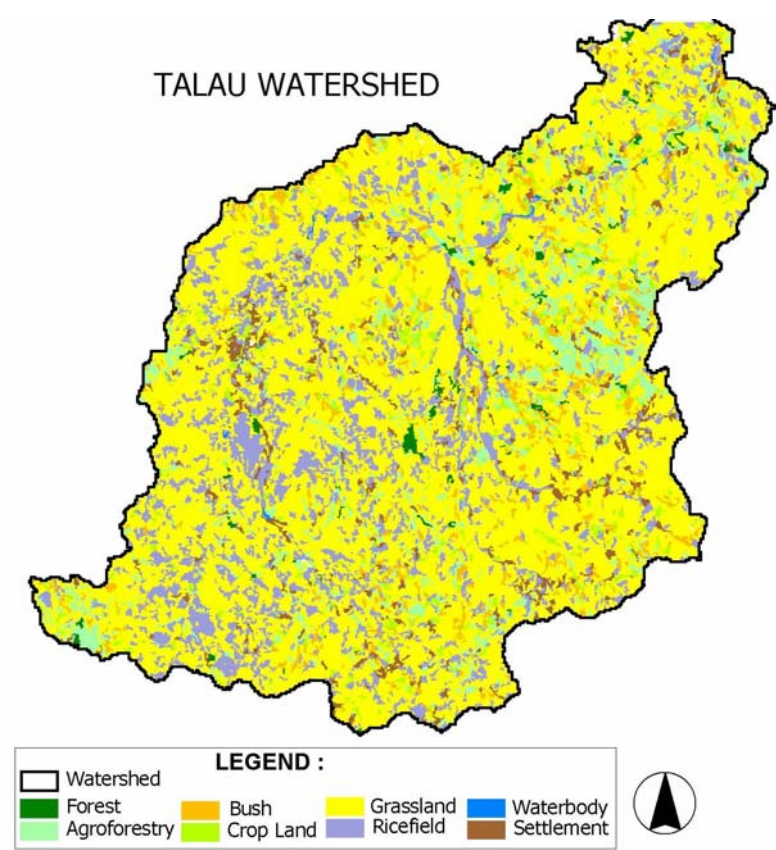 TALAU WATERSHED
LEGEND :
Watershed
Forest Bush Grassland Waterbody
Agroforestry Crop Land Ricefield Settlement